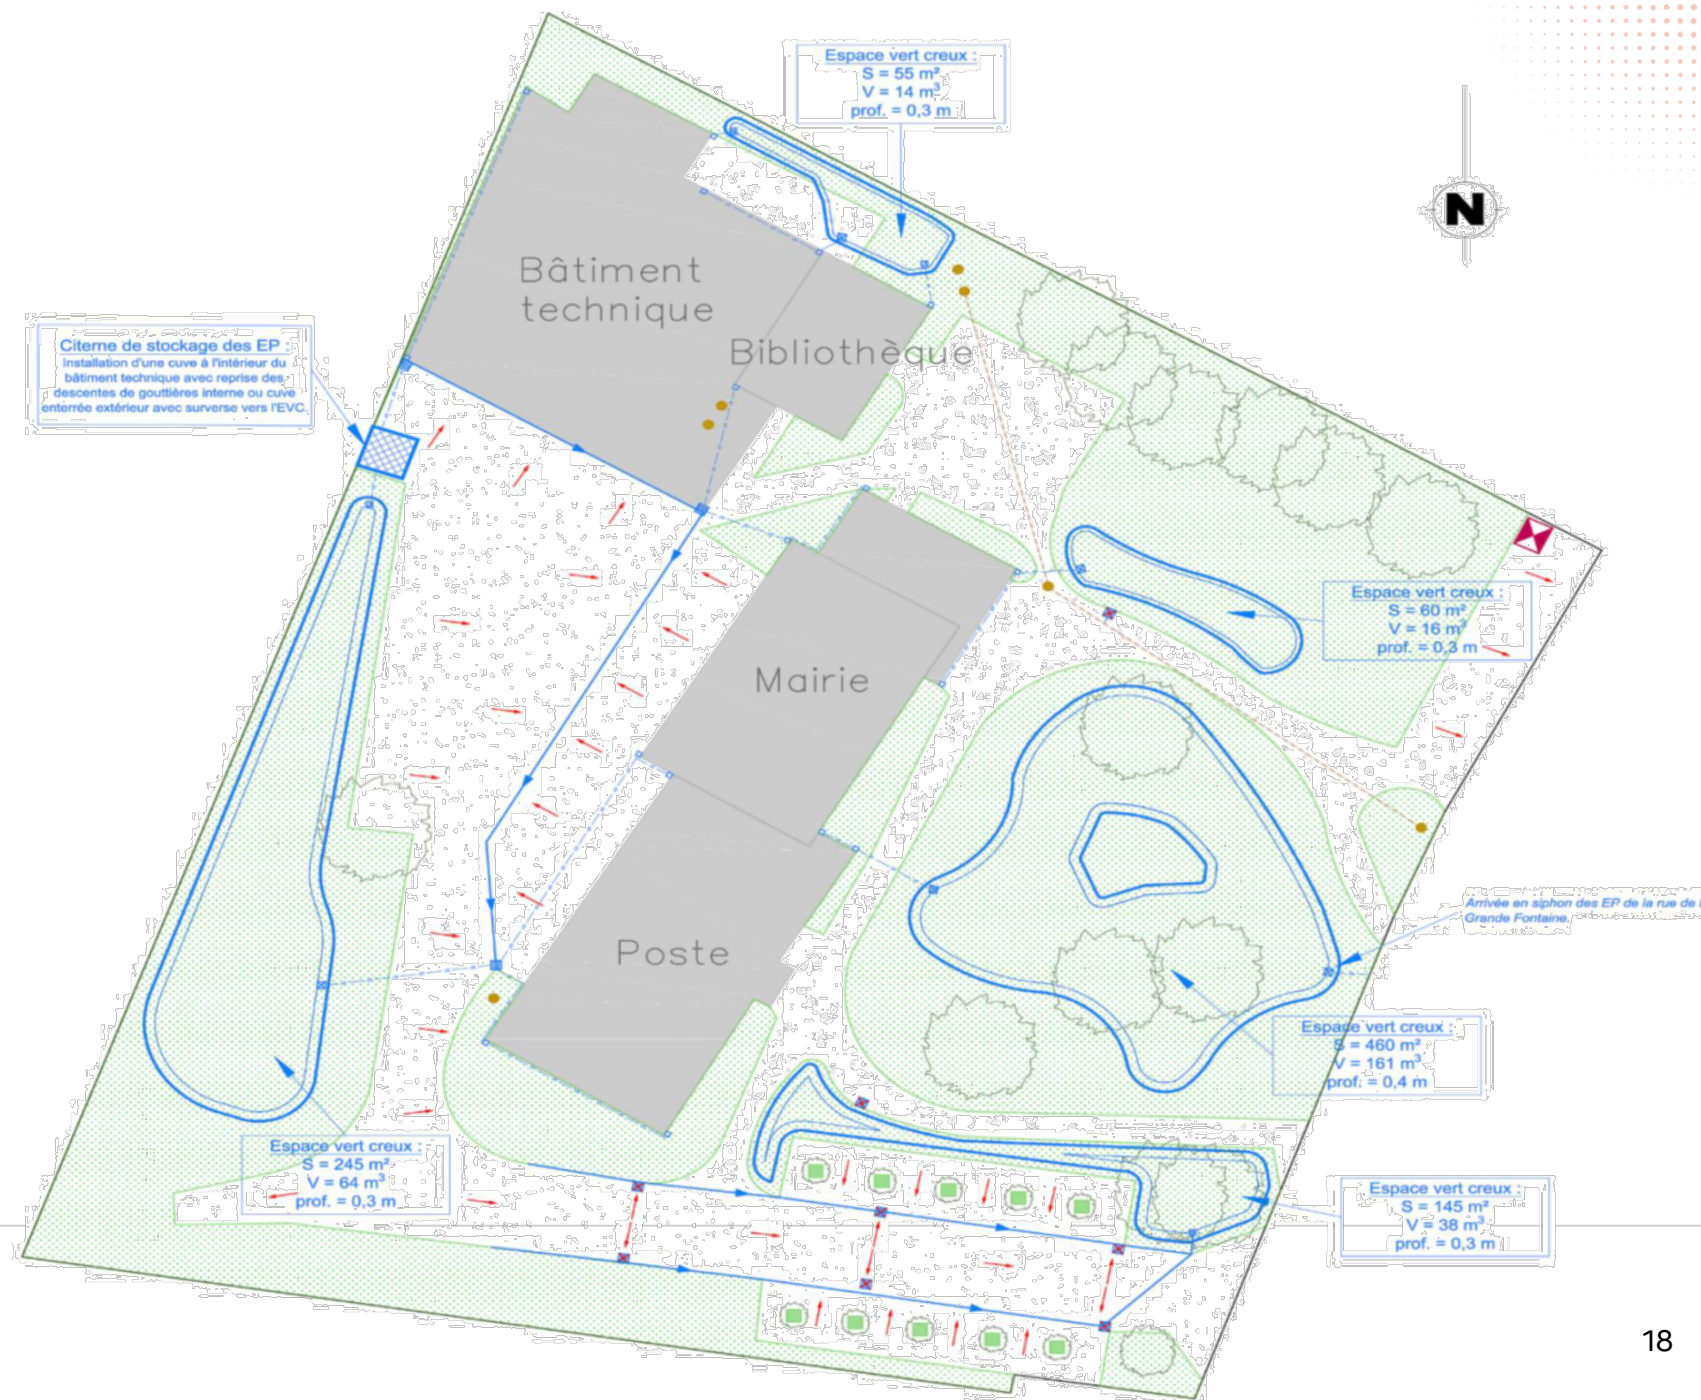 Espace vert creux :
S = 55 m²
V = 14 m³
prof. = 0,3 m
N
Bâtiment
technique
Bibliothèque
Citerne de stockage des EP :
Installation d'une cuve à l'intérieur du
bâtiment technique avec reprise des
descentes de gouttières interne ou cuve
enterrée extérieur avec surverse vers l'EVC.
Espace vert creux :
S = 60 m²
V = 16 m³
prof. = 0,3 m
Mairie
Poste
Arrivée en siphon des EP de la rue de
Grande Fontaine.
Espace vert creux :
S = 460 m²
V = 161 m³
prof. = 0,4 m
Espace vert creux :
S = 245 m²
V = 64 m³
prof. = 0,3 m
Espace vert creux :
S = 145 m²
V = 38 m³
prof. = 0,3 m
18